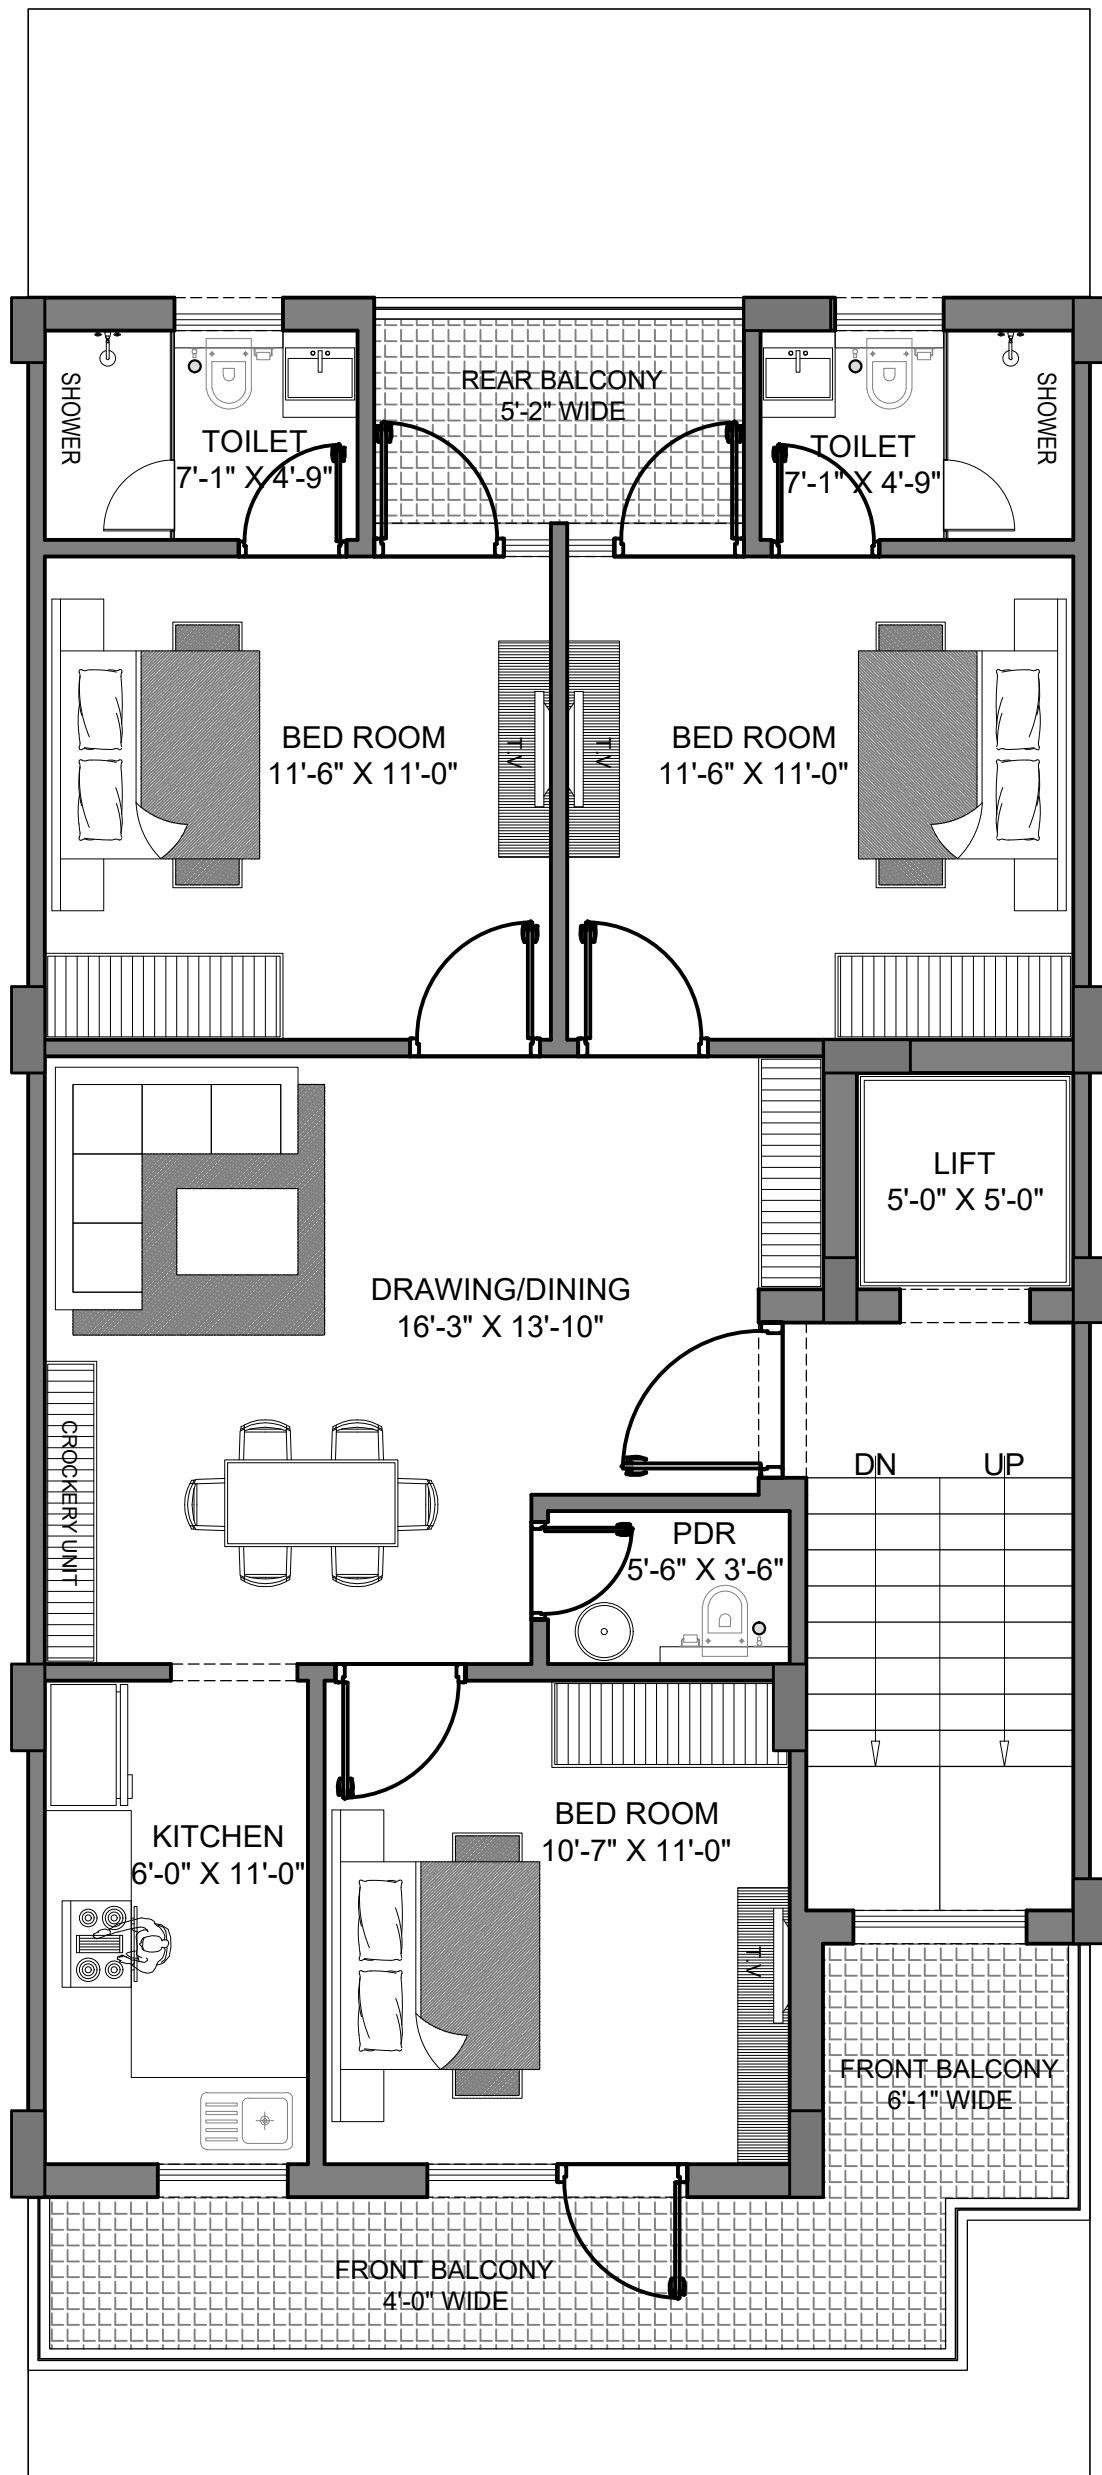 REAR BALCONY
5'-2" WIDE
SHOWER
TOILET
7'-1" X 4'-9"
TOILET
7'-1" X 4'-9"
SHOWER
BED ROOM
11'-6" X 11'-0"
T.V
T.V
BED ROOM
11'-6" X 11'-0"
LIFT
5'-0" X 5'-0"
DRAWING/DINING
16'-3" X 13'-10"
CROCKERY UNIT
DN
UP
PDR
5'-6" X 3'-6"
KITCHEN
6'-0" X 11'-0"
BED ROOM
10'-7" X 11'-0"
T.V
FRONT BALCONY
6'-1" WIDE
FRONT BALCONY
4'-0" WIDE